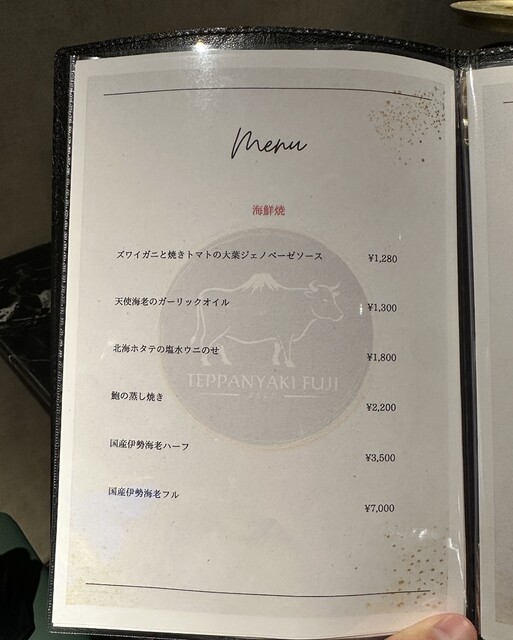 Menu
海鮮焼
ズワイガニと焼きトマトの大葉ジェノベーゼソース ¥1,280
天使海老のガーリックオイル ¥1,300
北海ホタテの塩水ウニのせ ¥1,800
鮑の蒸し焼き ¥2,200
国産伊勢海老ハーフ ¥3,500
国産伊勢海老フル ¥7,000
TEPPANYAKI FUJI